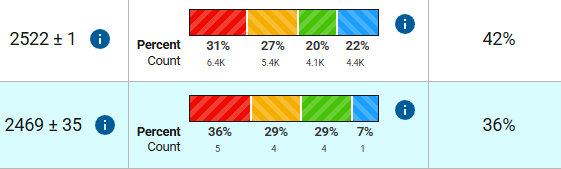 2522 ± 1
Percent 31% 27% 20% 22%
Count 6.4K 5.4K 4.1K 4.4K
42%
2469 ± 35
Percent 36% 29% 29% 7%
Count 5 4 4 1
36%